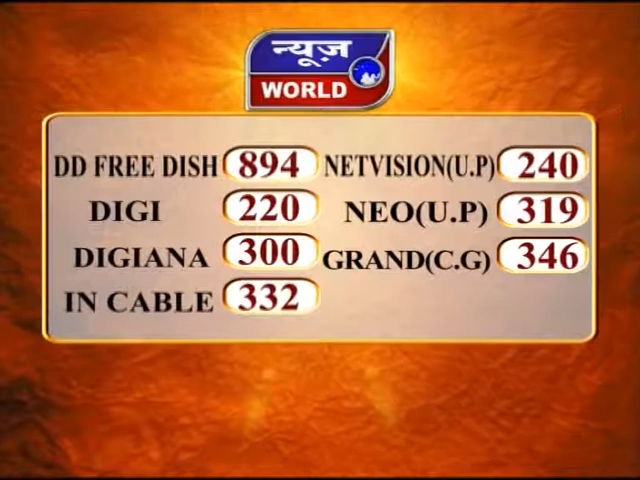 न्यूज़
WORLD
DD FREE DISH 894 NETVISION(U.P) 240
DIGI 220 NEO(U.P) 319
DIGIANA 300 GRAND(C.G) 346
IN CABLE 332